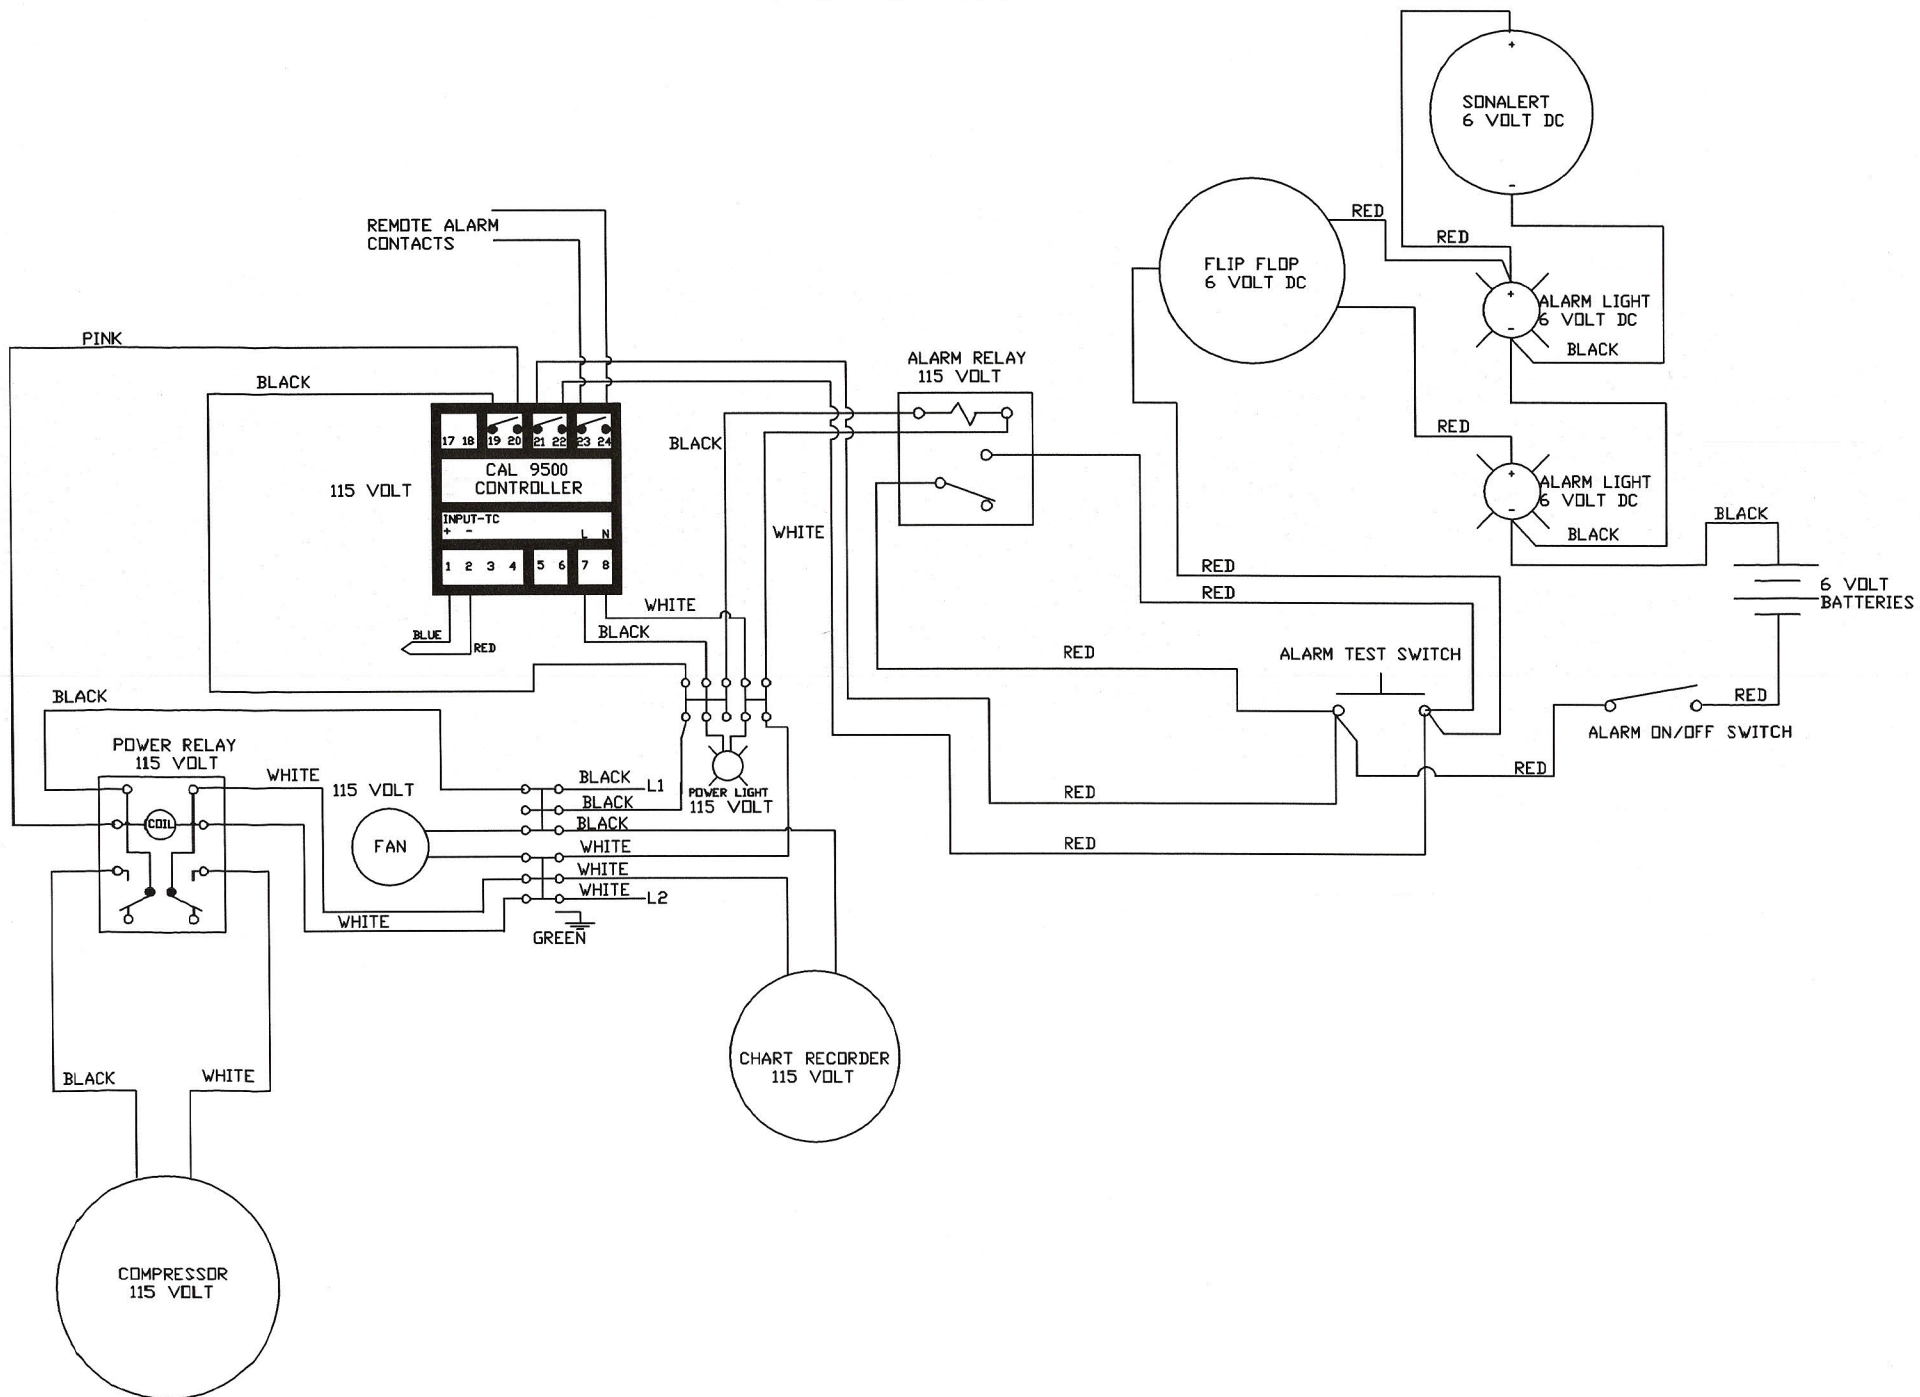 +
SONALERT
6 VOLT DC
-
RED
REMOTE ALARM
CONTACTS
RED
FLIP FLOP
6 VOLT DC
+
ALARM LIGHT
6 VOLT DC
-
BLACK
PINK
ALARM RELAY
115 VOLT
BLACK
RED
BLACK
17 18 19 20 21 22 23 24
CAL 9500
CONTROLLER
115 VOLT
+
ALARM LIGHT
6 VOLT DC
-
BLACK
BLACK
INPUT-TC
+ -
L N
WHITE
1 2 3 4 5 6 7 8
RED
RED
6 VOLT
BATTERIES
WHITE
BLACK
BLUE
RED
RED
ALARM TEST SWITCH
BLACK
RED
ALARM ON/OFF SWITCH
POWER RELAY
115 VOLT
WHITE
115 VOLT
BLACK
L1
POWER LIGHT
115 VOLT
RED
BLACK
RED
COIL
BLACK
FAN
WHITE
RED
WHITE
WHITE
L2
WHITE
GREEN
CHART RECORDER
115 VOLT
BLACK
WHITE
COMPRESSOR
115 VOLT